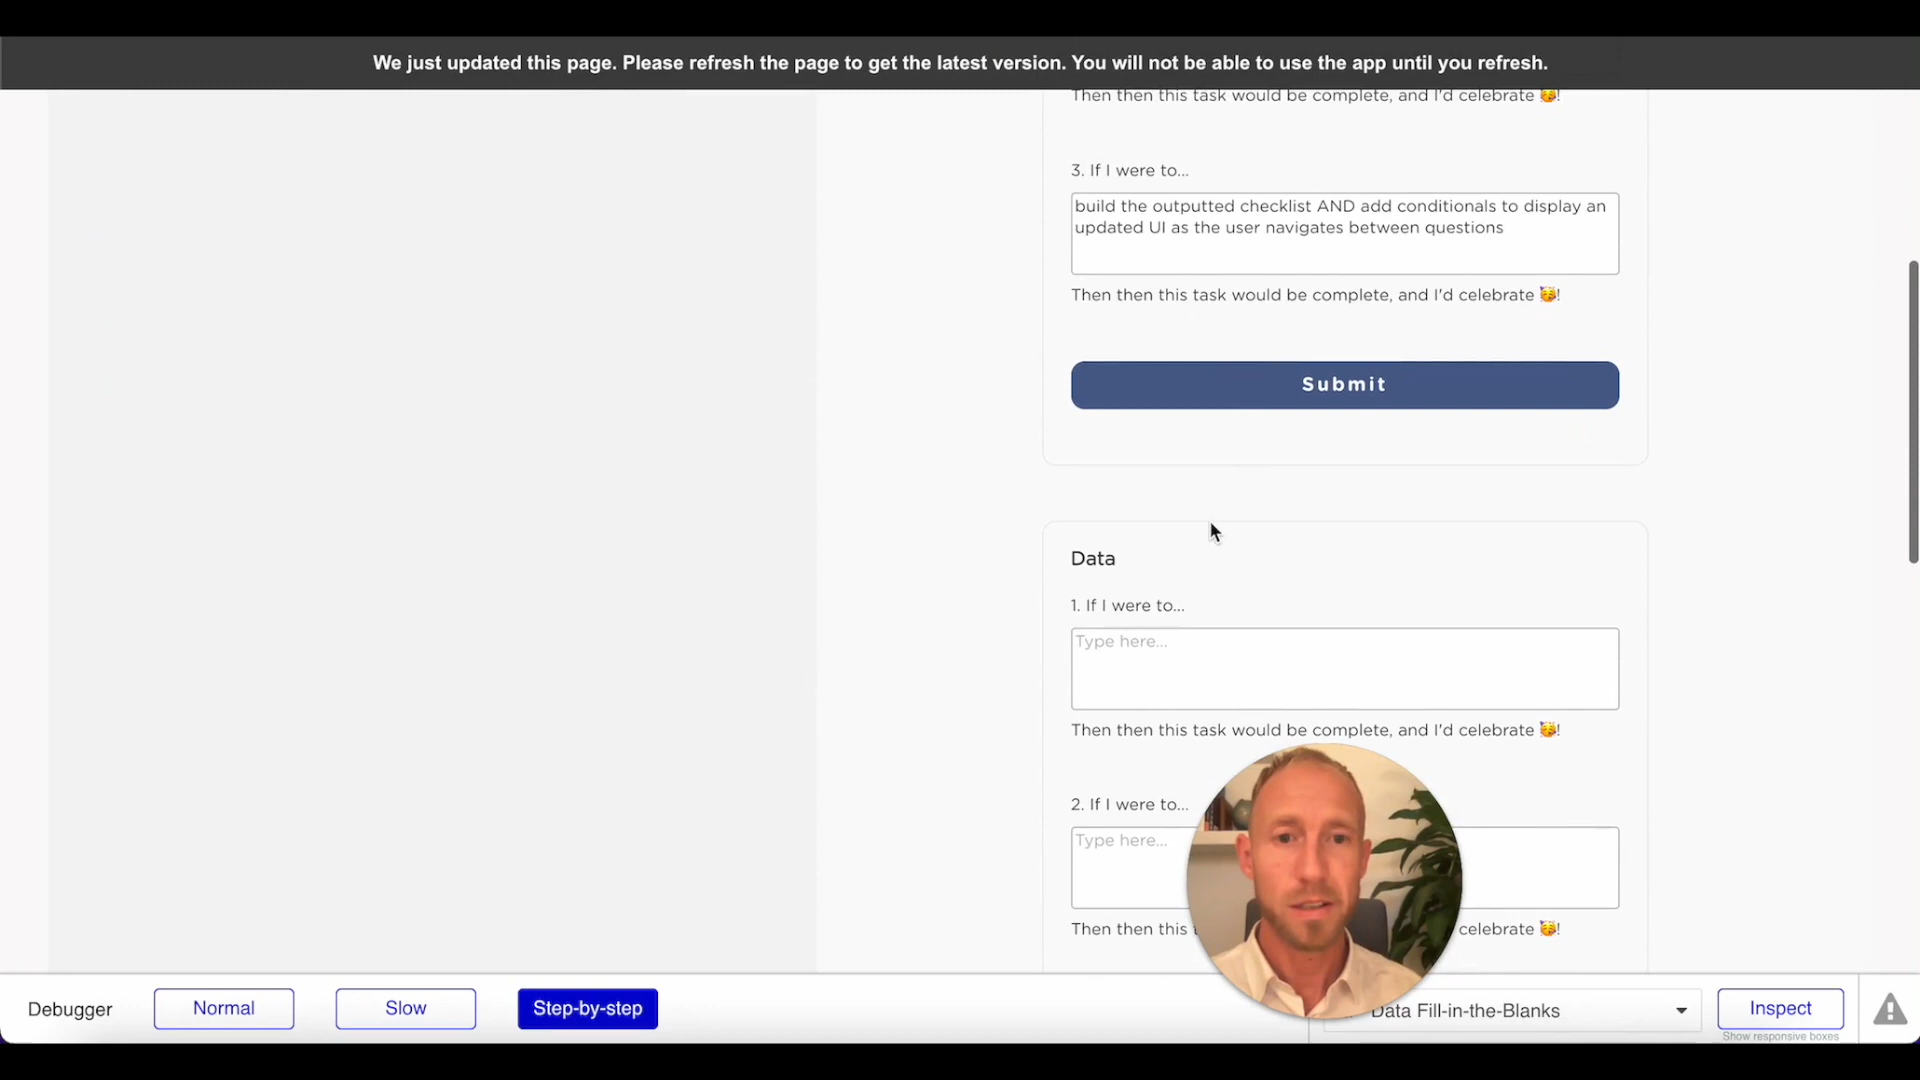 We just updated this page. Please refresh the page to get the latest version. You will not be able to use the app until you refresh.
Then then this task would be complete, and I'd celebrate 🥳!
3. If I were to...
build the outputted checklist AND add conditionals to display an
updated UI as the user navigates between questions
Then then this task would be complete, and I'd celebrate 🥳!
Submit
Data
1. If I were to...
Type here...
Then then this task would be complete, and I'd celebrate 🥳!
2. If I were to...
Type here...
Then then this celebrate 🥳!
Debugger
Normal
Slow
Step-by-step
Data Fill-in-the-Blanks
Inspect
Show responsive boxes